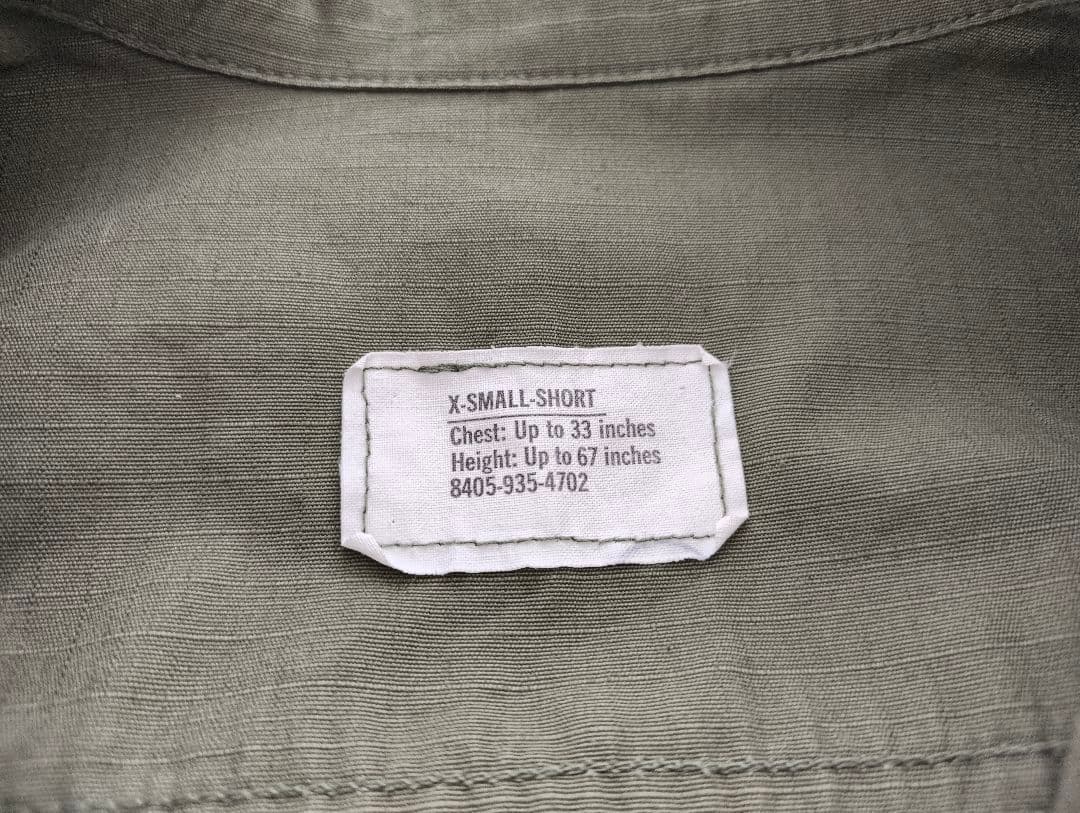 X-SMALL-SHORT
Chest: Up to 33 inches
Height: Up to 67 inches
8405-935-4702